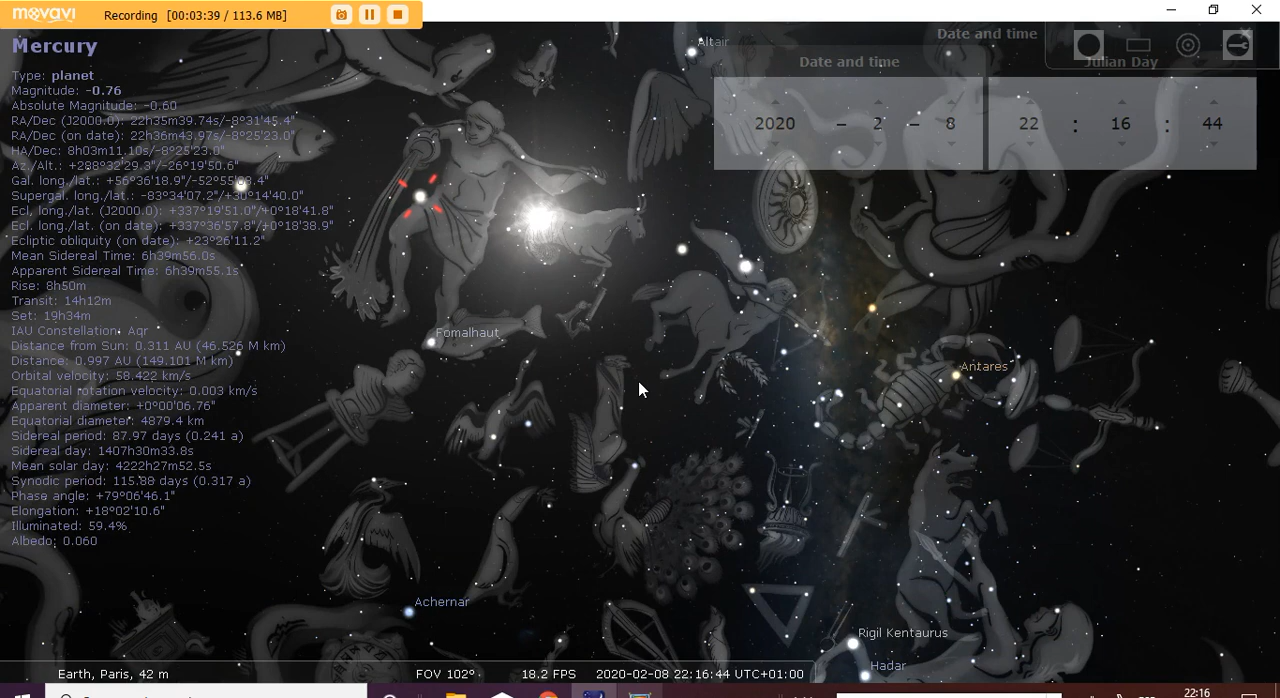 movavi Recording [00:03:39 / 113.6 MB]
Mercury
Type: planet
Magnitude: -0.76
Absolute Magnitude: -0.60
RA/Dec (J2000.0): 22h35m39.74s/-8°31'45.4"
RA/Dec (on date): 22h36m43.97s/-8°25'23.0"
HA/Dec: 8h03m11.10s/-8°25'23.0"
Az./Alt.: +288°32'29.3"/-26°19'50.6"
Gal. long./lat.: +56°36'18.9"/-52°55'03.4"
Supergal. long./lat.: -83°34'07.2"/+30°14'40.0"
Ecl. long./lat. (J2000.0): +337°19'51.0"/+0°18'41.8"
Ecl. long./lat. (on date): +337°36'57.8"/+0°18'38.9"
Ecliptic obliquity (on date): +23°26'11.2"
Mean Sidereal Time: 6h39m56.0s
Apparent Sidereal Time: 6h39m55.1s
Rise: 8h50m
Transit: 14h12m
Set: 19h34m
IAU Constellation: Aqr
Distance from Sun: 0.311 AU (46.526 M km)
Distance: 0.997 AU (149.101 M km)
Orbital velocity: 58.422 km/s
Equatorial rotation velocity: 0.003 km/s
Apparent diameter: +0°00'06.76"
Equatorial diameter: 4879.4 km
Sidereal period: 87.97 days (0.241 a)
Sidereal day: 1407h30m33.8s
Mean solar day: 4222h27m52.5s
Synodic period: 115.88 days (0.317 a)
Phase angle: +79°06'46.1"
Elongation: +18°02'10.6"
Illuminated: 59.4%
Albedo: 0.060
Altair
Date and time
Date and time
Julian Day
2020 - 2 - 8 22 : 16 : 44
Fomalhaut
Antares
Achernar
Rigil Kentaurus
Hadar
Earth, Paris, 42 m FOV 102° 18.2 FPS 2020-02-08 22:16:44 UTC+01:00
22:16